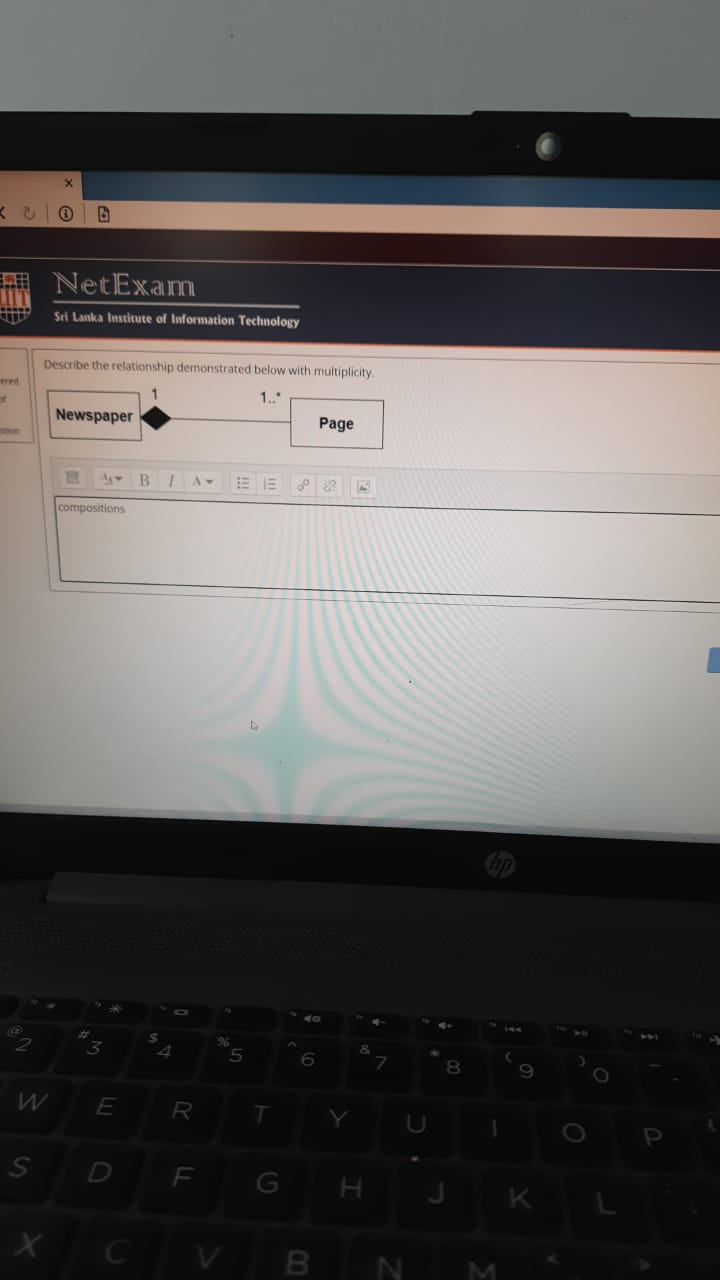 NetExam
Sri Lanka Institute of Information Technology
ered
of
stion
Describe the relationship demonstrated below with multiplicity.
1
1..*
Newspaper
Page
B I A
compositions
hp
@ 2 # 3 $ 4 % 5 ^ 6 & 7 * 8 ( 9 ) 0 _ -
W E R T Y U I O P {
S D F G H J K L : ;
X C V B N M < >